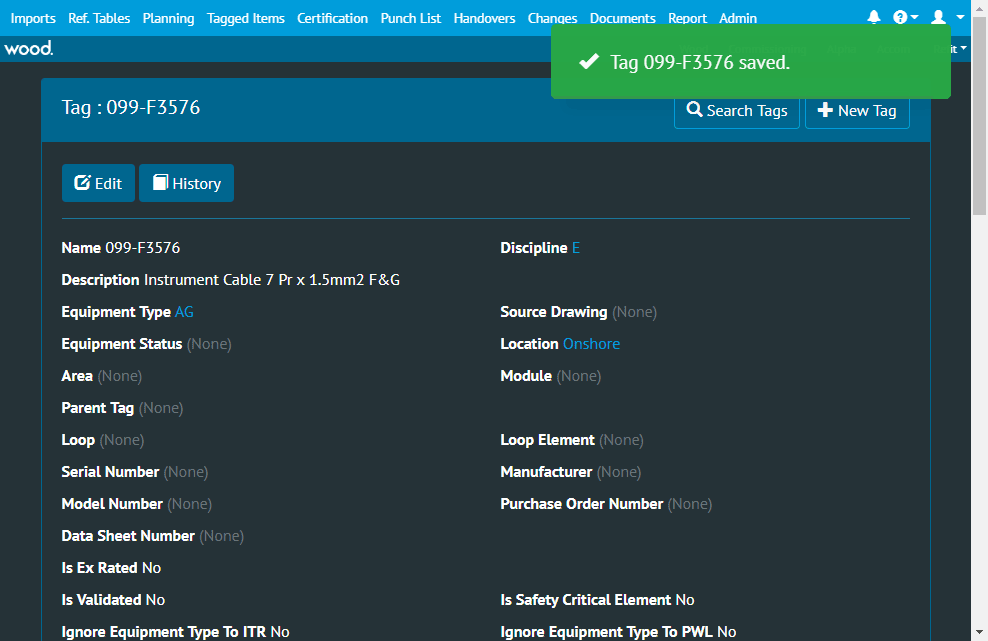 Imports Ref. Tables Planning Tagged Items Certification Punch List Handovers Changes Documents Report Admin
wood.
Tag 099-F3576 saved.
Tag : 099-F3576
Search Tags New Tag
Edit History
Name 099-F3576 Discipline E
Description Instrument Cable 7 Pr x 1.5mm2 F&G
Equipment Type AG Source Drawing (None)
Equipment Status (None) Location Onshore
Area (None) Module (None)
Parent Tag (None)
Loop (None) Loop Element (None)
Serial Number (None) Manufacturer (None)
Model Number (None) Purchase Order Number (None)
Data Sheet Number (None)
Is Ex Rated No
Is Validated No Is Safety Critical Element No
Ignore Equipment Type To ITR No Ignore Equipment Type To PWL No